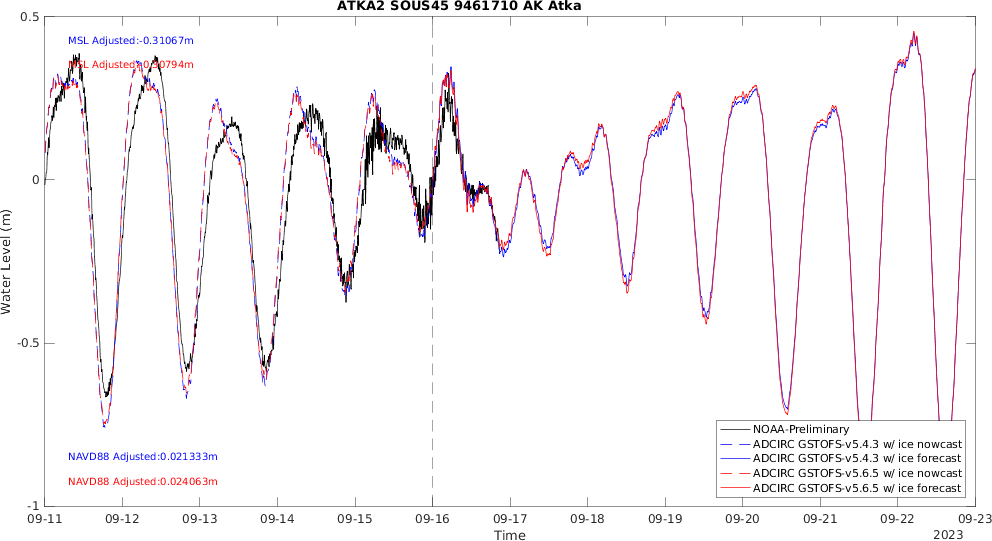 ATKA2 SOUS45 9461710 AK Atka
0.5
MSL Adjusted:-0.31067m
MSL Adjusted:-0.30794m
0
Water Level (m)
-0.5
NAVD88 Adjusted:0.021333m
NAVD88 Adjusted:0.024063m
NOAA-Preliminary
ADCIRC GSTOFS-v5.4.3 w/ ice nowcast
ADCIRC GSTOFS-v5.4.3 w/ ice forecast
ADCIRC GSTOFS-v5.6.5 w/ ice nowcast
ADCIRC GSTOFS-v5.6.5 w/ ice forecast
-1
09-11 09-12 09-13 09-14 09-15 09-16 09-17 09-18 09-19 09-20 09-21 09-22 09-23
Time
2023